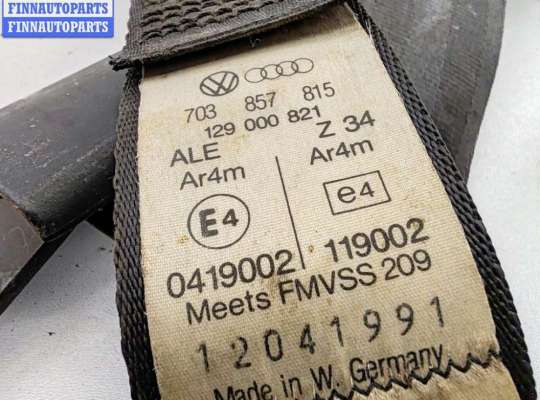 FINNAUTOPARTS
FINNAUTOPARTS
FINNAUTOPARTS
703 857 815
129 000 821
ALE Z 34
Ar4m Ar4m
E4 e4
0419002 119002
Meets FMVSS 209
12041991
Made in W. Germany